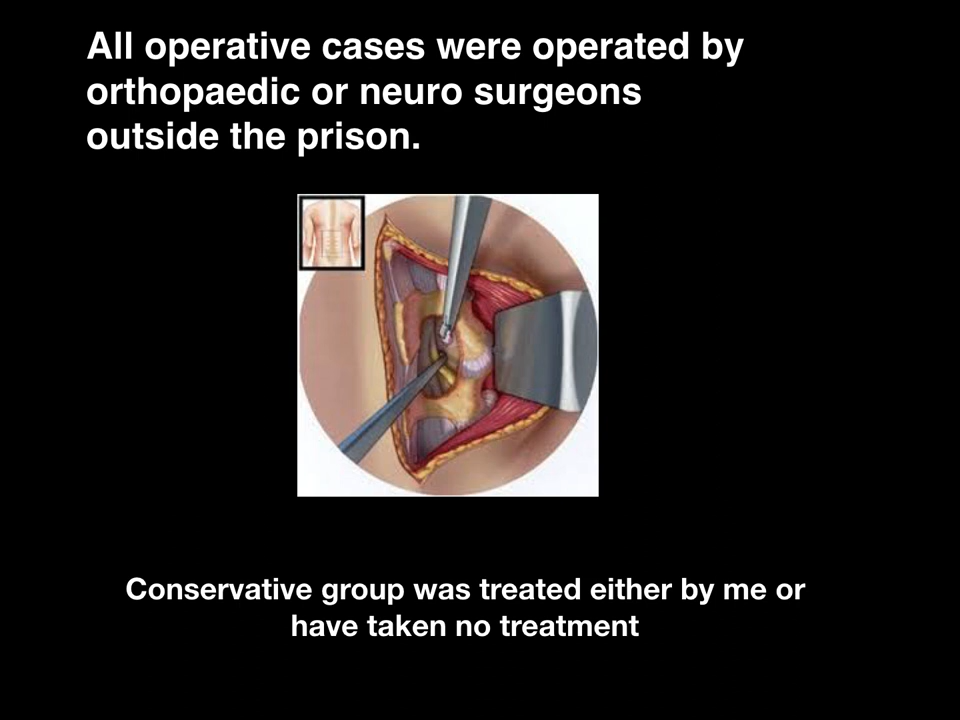 All operative cases were operated by
orthopaedic or neuro surgeons
outside the prison.
Conservative group was treated either by me or
have taken no treatment